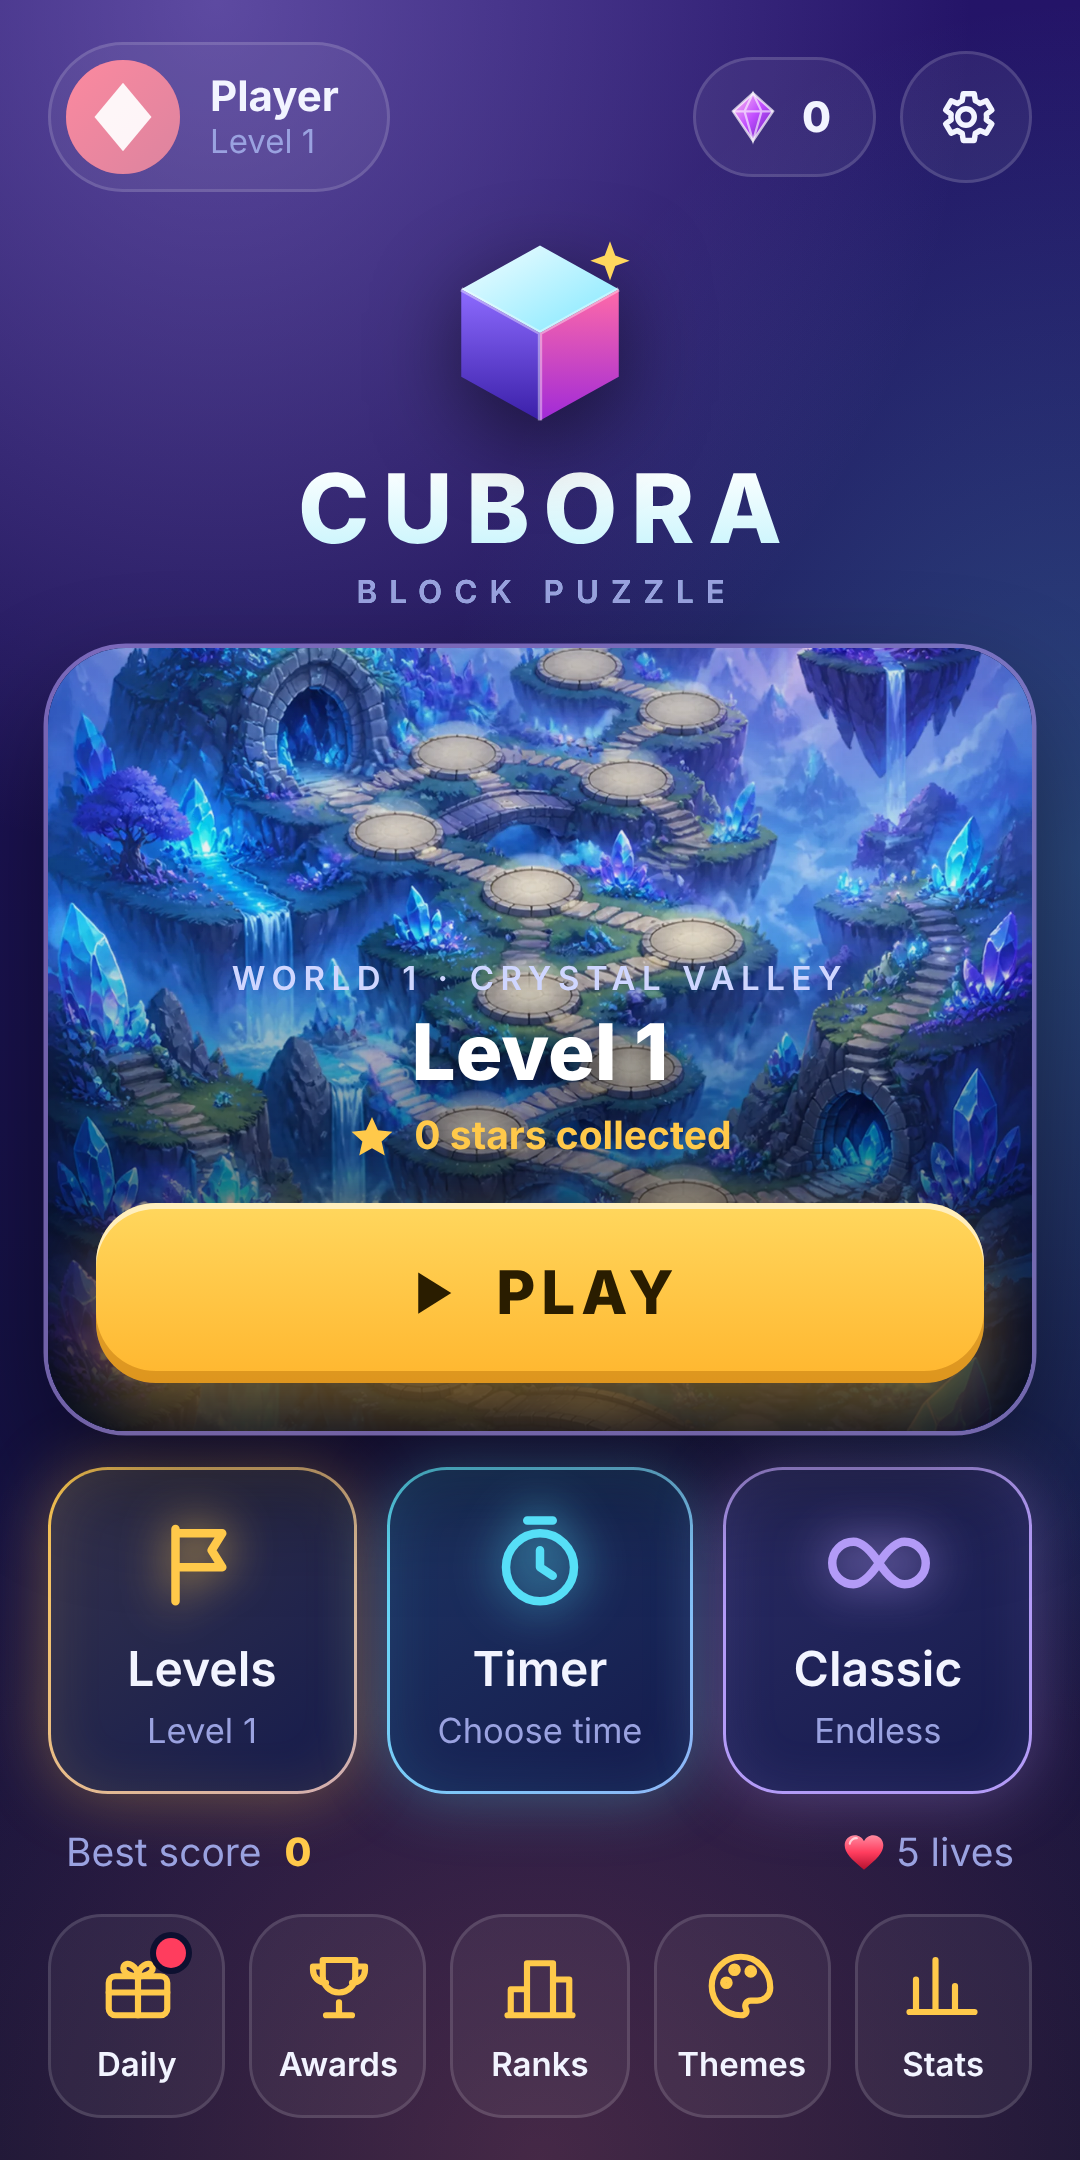 Player
Level 1
0
CUBORA
BLOCK PUZZLE
WORLD 1 · CRYSTAL VALLEY
Level 1
0 stars collected
PLAY
Levels
Level 1
Timer
Choose time
Classic
Endless
Best score 0
5 lives
Daily
Awards
Ranks
Themes
Stats